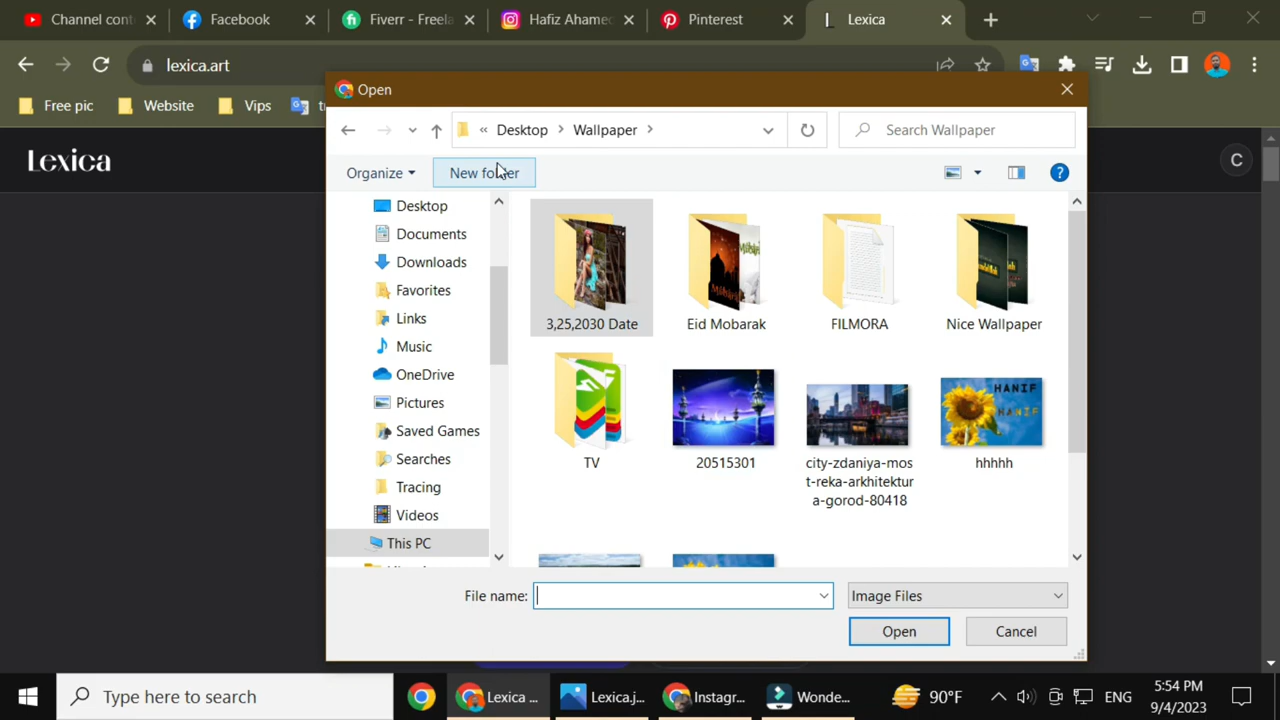 Channel cont
Facebook
Fiverr - Freela
Hafiz Ahamed
Pinterest
Lexica
lexica.art
Free pic
Website
Vips
Open
« Desktop > Wallpaper >
Search Wallpaper
Lexica
C
Organize
New folder
Desktop
Documents
Downloads
Favorites
Links
Music
OneDrive
Pictures
Saved Games
Searches
Tracing
Videos
This PC
3,25,2030 Date
Eid Mobarak
FILMORA
Nice Wallpaper
HANIF
HANIF
TV
20515301
city-zdaniya-mos
t-reka-arkhitektur
a-gorod-80418
hhhhh
File name:
Image Files
Open
Cancel
Type here to search
Lexica ...
Lexica.j...
Instagr...
Wonde...
90°F
ENG
5:54 PM
9/4/2023